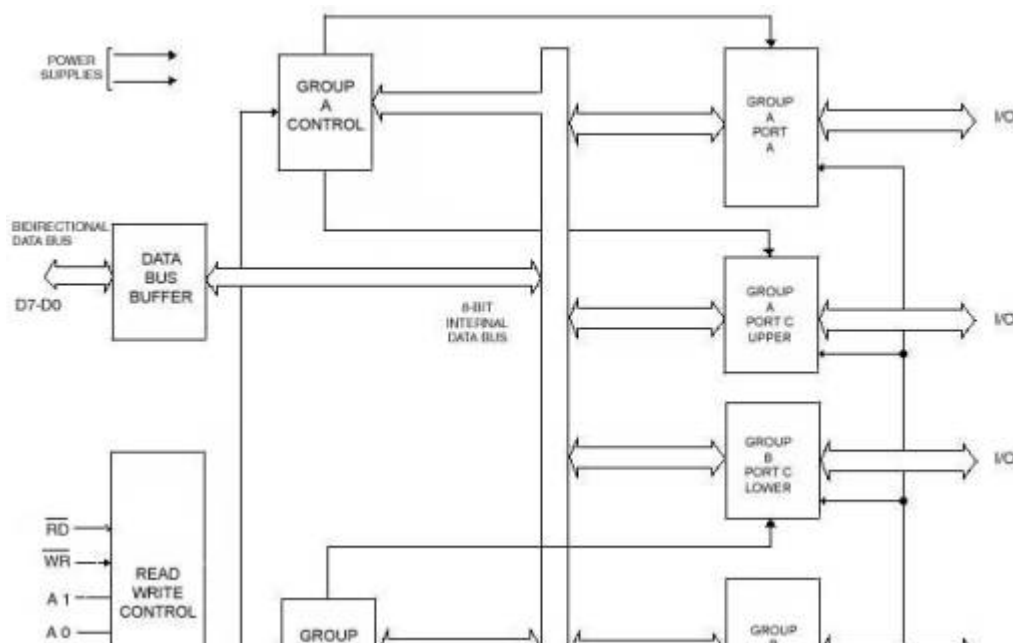 POWER
SUPPLIES
GROUP
A
CONTROL
GROUP
A
PORT
A
I/O
BIDIRECTIONAL
DATA BUS
D7-D0
DATA
BUS
BUFFER
8-BIT
INTERNAL
DATA BUS
GROUP
A
PORT C
UPPER
I/O
GROUP
B
PORT C
LOWER
I/O
RD
WR
A 1
A 0
READ
WRITE
CONTROL
GROUP
GROUP